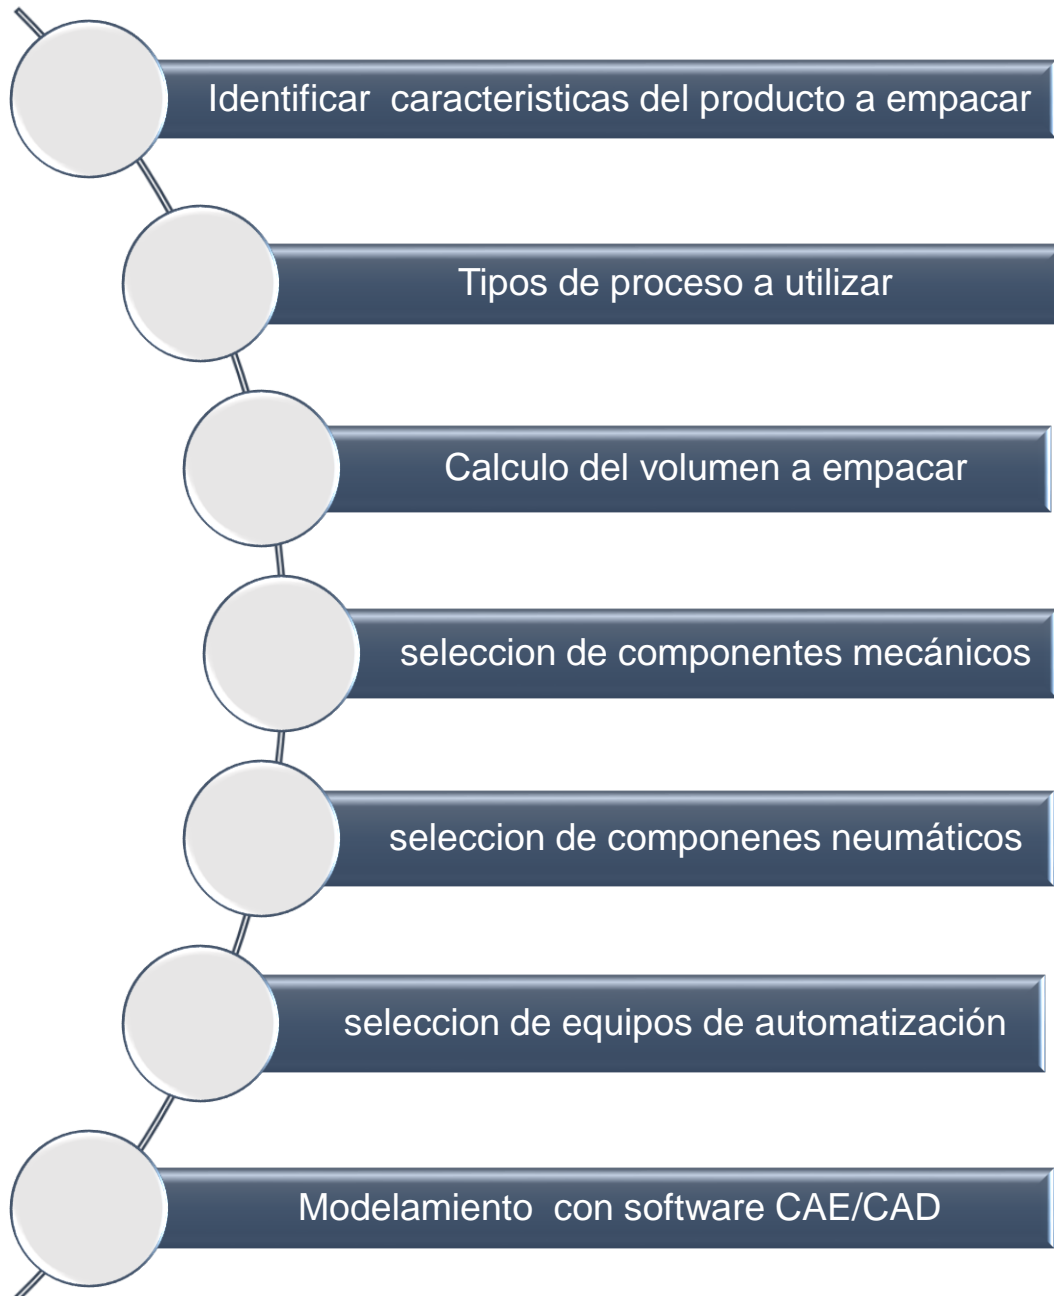 Identificar  caracteristicas del producto a empacar
Tipos de proceso a utilizar
Calculo del volumen a empacar
seleccion de componentes mecánicos
seleccion de componenes neumáticos
seleccion de equipos de automatización
Modelamiento  con software CAE/CAD